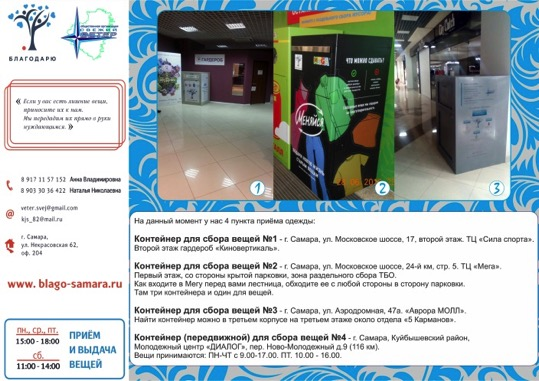 БЛАГОДАРЮ
СВЕЖИЙ
ВЕТЕР
« Если у вас есть лишние вещи,
приносите их к нам.
Мы передадим их прямо в руки
нуждающимся. »
8 917 11 57 152 Анна Владимировна
8 903 30 36 422 Наталья Николаевна
veter.svej@gmail.com
kjs_82@mail.ru
г. Самара,
ул. Некрасовская 62,
оф. 204
www. blago-samara.ru
пн., ср., пт.
15:00 - 18:00
сб.
11:00 - 14:00
ПРИЁМ
И ВЫДАЧА
ВЕЩЕЙ
ГАРДЕРОБ
ЧТО МОЖНО СДАТЬ?
Меняйся
1
2
3
На данный момент у нас 4 пункта приёма одежды:
Контейнер для сбора вещей №1 - г. Самара, ул. Московское шоссе, 17, второй этаж. ТЦ «Сила спорта».
Второй этаж гардероб «Киновертикаль».
Контейнер для сбора вещей №2 - г. Самара, ул. Московское шоссе, 24-й км, стр. 5. ТЦ «Мега».
Первый этаж, со стороны крытой парковки, зона раздельного сбора ТБО.
Как входите в Мегу перед вами лестница, обходите ее с любой стороны в сторону парковки.
Там три контейнера и один для вещей.
Контейнер для сбора вещей №3 - г. Самара, ул. Аэродромная, 47а. «Аврора МОЛЛ».
Найти контейнер можно в третьем корпусе на третьем этаже около отдела «5 Карманов».
Контейнер (передвижной) для сбора вещей №4 - г. Самара, Куйбышевский район,
Молодежный центр «ДИАЛОГ», пер. Ново-Молодежный д.9 (116 км).
Вещи принимаются: ПН-ЧТ с 9.00-17.00. ПТ. 10.00 - 16.00.